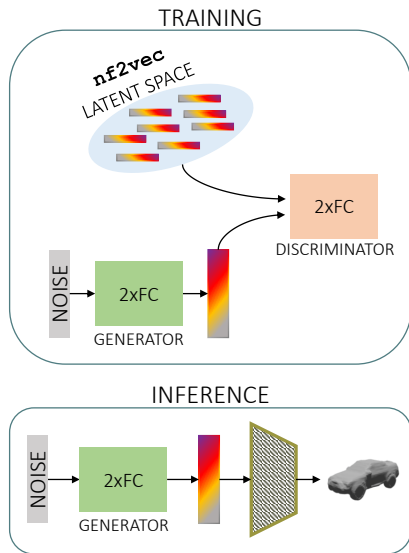 TRAINING
nf2vec
LATENT SPACE
2xFC
DISCRIMINATOR
NOISE
2xFC
GENERATOR
INFERENCE
NOISE
2xFC
GENERATOR